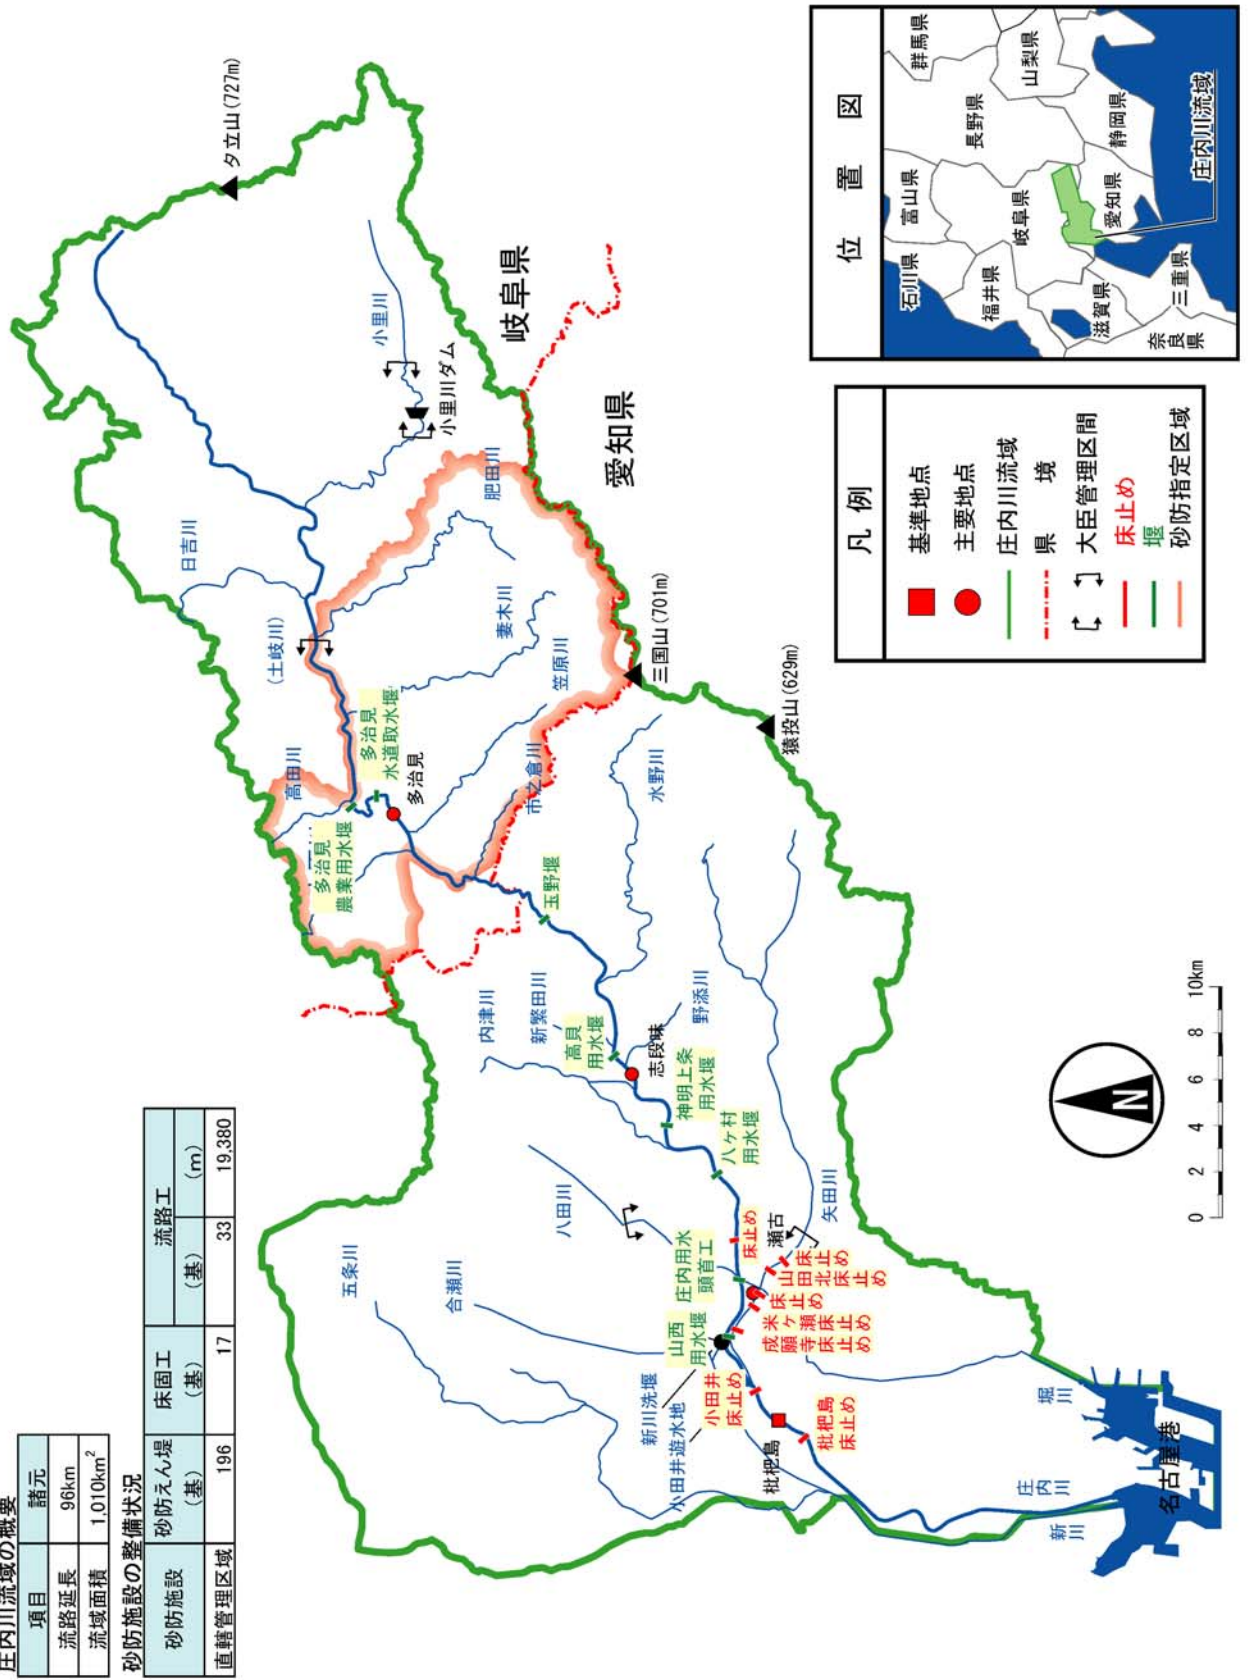 庄内川流域の概要
項目 諸元
流路延長 96km
流域面積 1,010km²
砂防施設の整備状況
砂防施設 砂防えん堤 (基) 床固工 (基) 流路工 (基) (m)
直轄管理区域 196 17 33 19,380
夕立山(727m)
小里川
小里川ダム
岐阜県
愛知県
日吉川
肥田川
(土岐川)
妻木川
笠原川
三国山(701m)
高田川
多治見
水道取水堰
多治見
多治見
農業用水堰
市之倉川
水野川
猿投山(629m)
玉野堰
内津川
新繁田川
高貝
用水堰
志段味
野添川
神明上条
用水堰
八ケ村
用水堰
八田川
矢田川
五条川
合瀬川
庄内用水
頭首工
床止め
瀬古
山田北
床止め
床止め
米ケ瀬
床止め
成願寺
床止め
山西
用水堰
新川洗堰
小田井遊水地
小田井
床止め
枇杷島
枇杷島
床止め
堀川
庄内川
新川
名古屋港
0 2 4 6 8 10km
N
凡例
基準地点
主要地点
庄内川流域
県境
大臣管理区間
床止め
堰
砂防指定区域
位置図
石川県
富山県
群馬県
長野県
福井県
岐阜県
山梨県
滋賀県
愛知県
静岡県
奈良県
三重県
庄内川流域